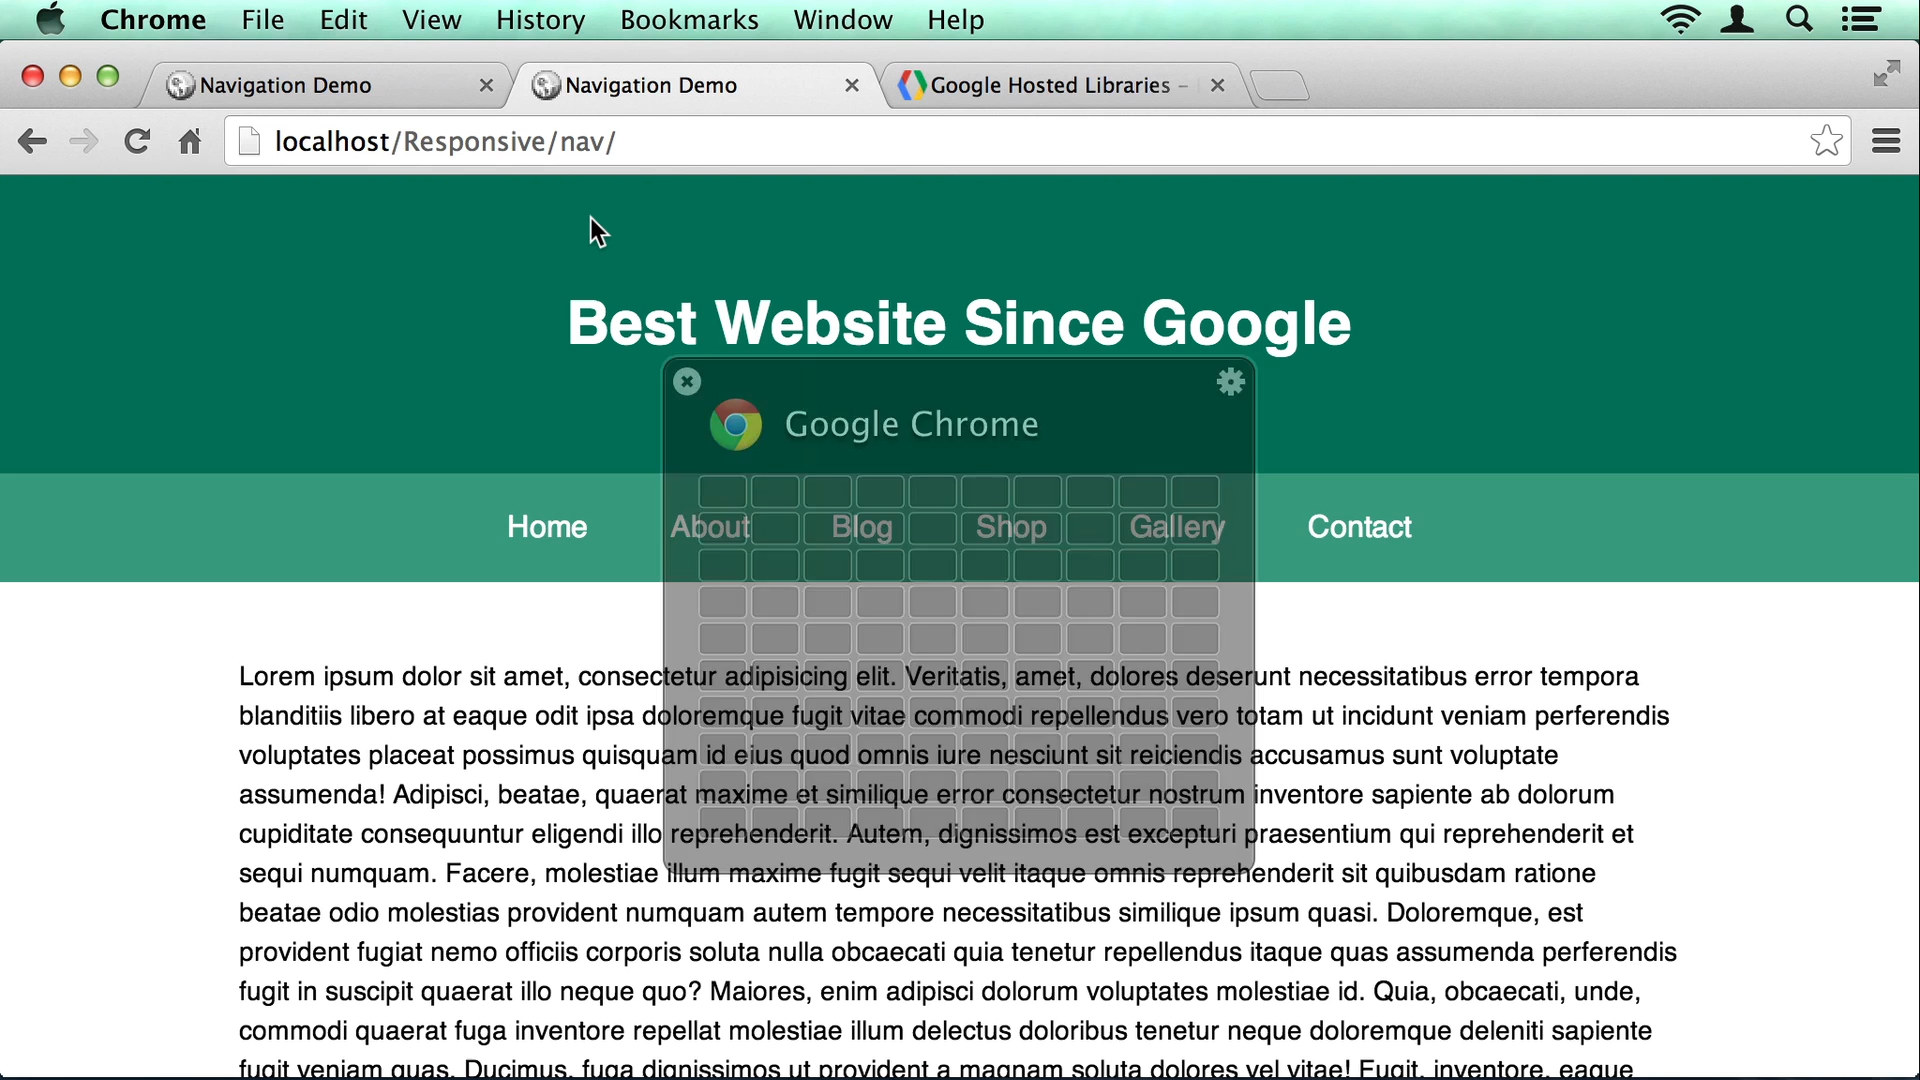 Chrome File Edit View History Bookmarks Window Help
Navigation Demo Navigation Demo Google Hosted Libraries –
localhost/Responsive/nav/
Best Website Since Google
Google Chrome
Home About Blog Shop Gallery Contact
Lorem ipsum dolor sit amet, consectetur adipisicing elit. Veritatis, amet, dolores deserunt necessitatibus error tempora
blanditiis libero at eaque odit ipsa doloremque fugit vitae commodi repellendus vero totam ut incidunt veniam perferendis
voluptates placeat possimus quisquam id eius quod omnis iure nesciunt sit reiciendis accusamus sunt voluptate
assumenda! Adipisci, beatae, quaerat maxime et similique error consectetur nostrum inventore sapiente ab dolorum
cupiditate consequuntur eligendi illo reprehenderit. Autem, dignissimos est excepturi praesentium qui reprehenderit et
sequi numquam. Facere, molestiae illum maxime fugit sequi velit itaque omnis reprehenderit sit quibusdam ratione
beatae odio molestias provident numquam autem tempore necessitatibus similique ipsum quasi. Doloremque, est
provident fugiat nemo officiis corporis soluta nulla obcaecati quia tenetur repellendus itaque quas assumenda perferendis
fugit in suscipit quaerat illo neque quo? Maiores, enim adipisci dolorum voluptates molestiae id. Quia, obcaecati, unde,
commodi quaerat fuga inventore repellat molestiae illum delectus doloribus tenetur neque doloremque deleniti sapiente
fugit veniam quas. Ducimus, fuga dignissimos ut provident a magnam soluta dolores vel vitae! Fugit, inventore, eaque